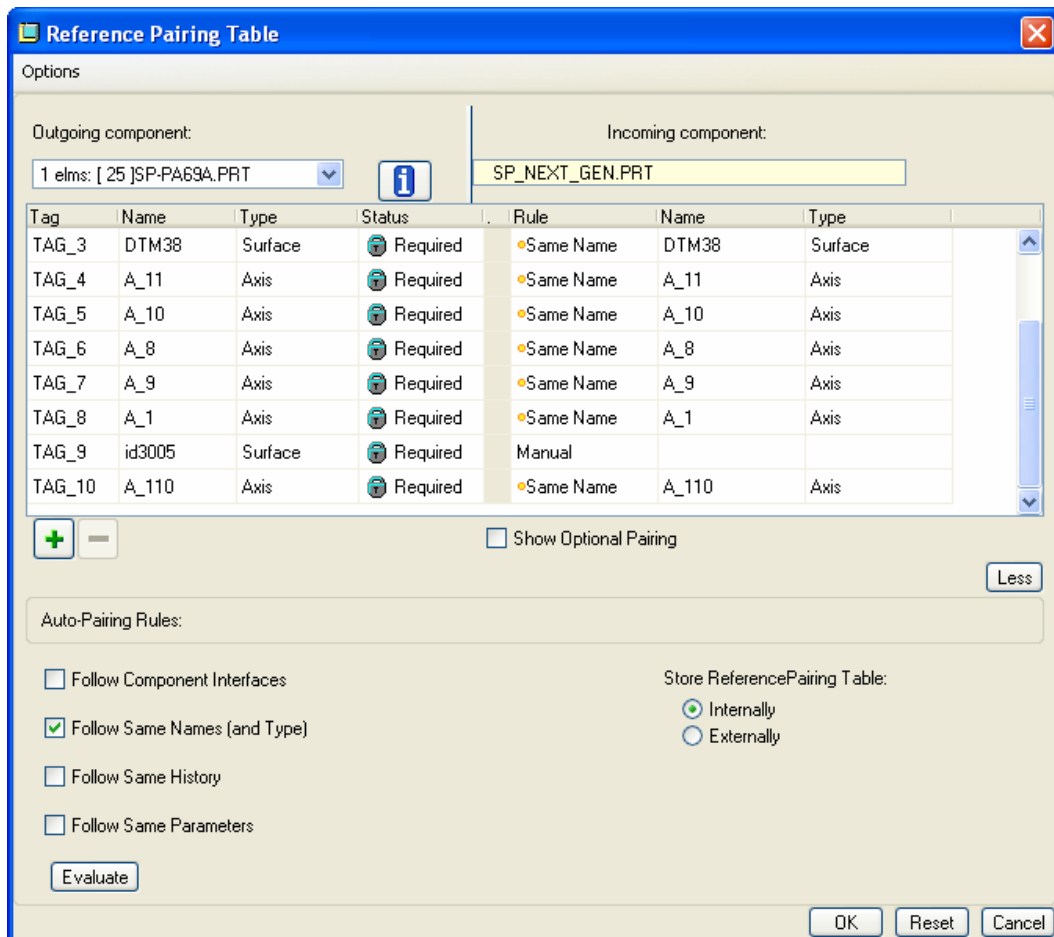 Reference Pairing Table
Options
Outgoing component:
Incoming component:
1 elms: [ 25 ]SP-PA69A.PRT
i
SP_NEXT_GEN.PRT
Tag Name Type Status . Rule Name Type
TAG_3 DTM38 Surface Required Same Name DTM38 Surface
TAG_4 A_11 Axis Required Same Name A_11 Axis
TAG_5 A_10 Axis Required Same Name A_10 Axis
TAG_6 A_8 Axis Required Same Name A_8 Axis
TAG_7 A_9 Axis Required Same Name A_9 Axis
TAG_8 A_1 Axis Required Same Name A_1 Axis
TAG_9 id3005 Surface Required Manual
TAG_10 A_110 Axis Required Same Name A_110 Axis
Show Optional Pairing
Less
Auto-Pairing Rules:
Follow Component Interfaces
Follow Same Names (and Type)
Follow Same History
Follow Same Parameters
Store ReferencePairing Table:
Internally
Externally
Evaluate
OK Reset Cancel